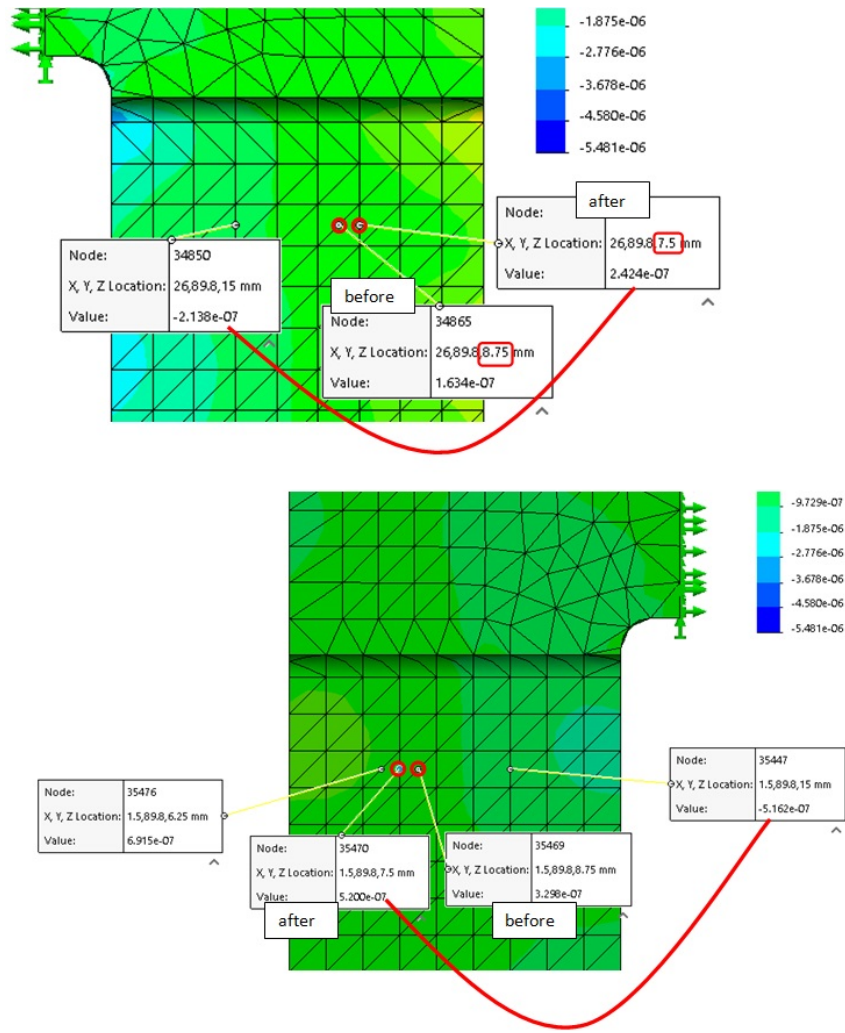 -1.875e-06
-2.776e-06
-3.678e-06
-4.580e-06
-5.481e-06
after
Node:
X, Y, Z Location: 26,89.8,7.5 mm
Value: 2.424e-07
Node: 34850
X, Y, Z Location: 26,89.8,15 mm
Value: -2.138e-07
before
Node: 34865
X, Y, Z Location: 26,89.8,8.75 mm
Value: 1.634e-07
-9.729e-07
-1.875e-06
-2.776e-06
-3.678e-06
-4.580e-06
-5.481e-06
Node: 35447
X, Y, Z Location: 1.5,89.8,15 mm
Value: -5.162e-07
Node: 35476
X, Y, Z Location: 1.5,89.8,6.25 mm
Value: 6.915e-07
Node: 35470
X, Y, Z Location: 1.5,89.8,7.5 mm
Value: 5.200e-07
after
Node: 35469
X, Y, Z Location: 1.5,89.8,8.75 mm
Value: 3.298e-07
before